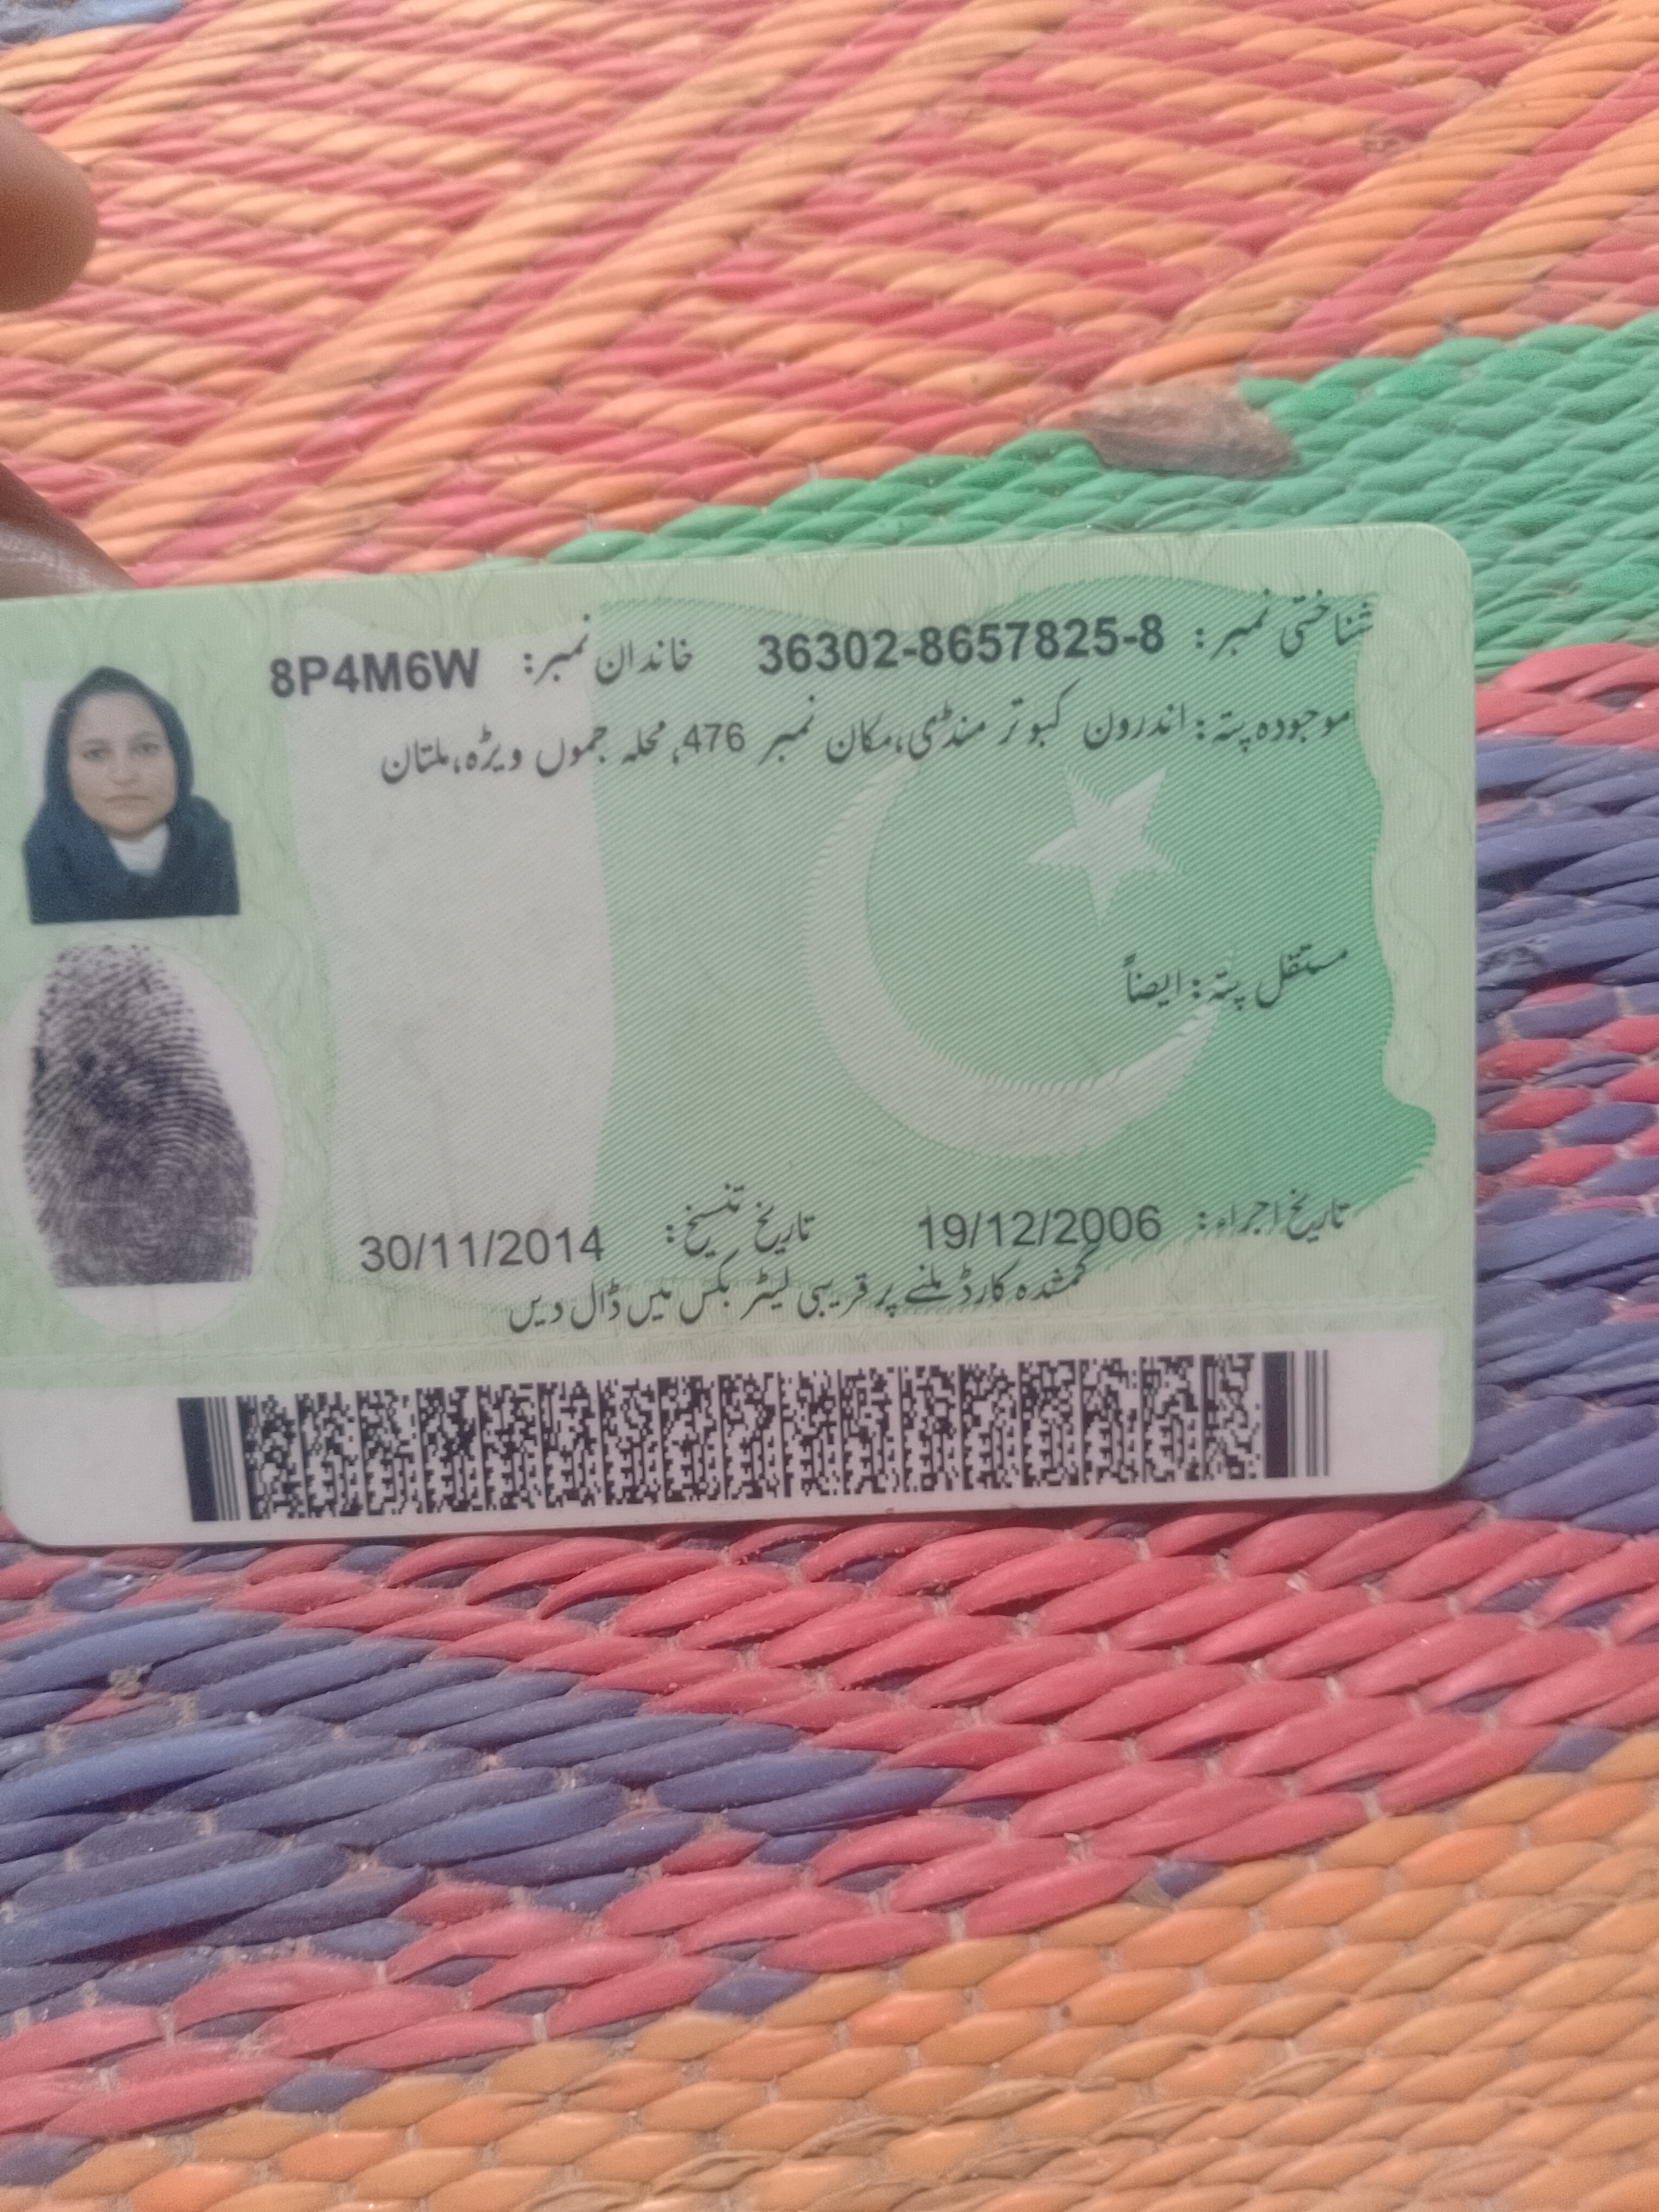 شناختی نمبر: 36302-8657825-8 خاندان نمبر: 8P4M6W
موجودہ پتہ: اندرون کبوتر منڈی،مکان نمبر 476، محلہ جموں ویڑہ،ملتان
مستقل پتہ: ایضاً
تاریخ اجراء: 19/12/2006 تاریخ تنسیخ: 30/11/2014
گمشدہ کارڈ ملنے پر قریبی لیٹر بکس میں ڈال دیں